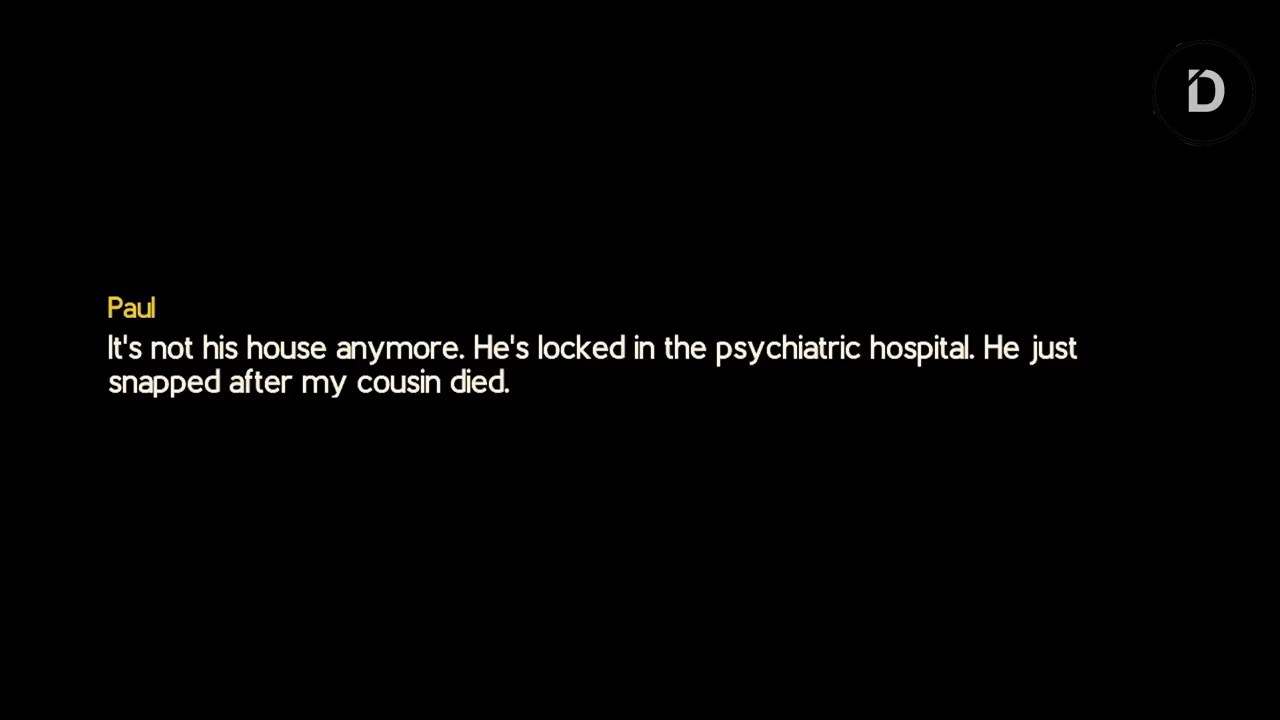 D
Paul
It's not his house anymore. He's locked in the psychiatric hospital. He just
snapped after my cousin died.